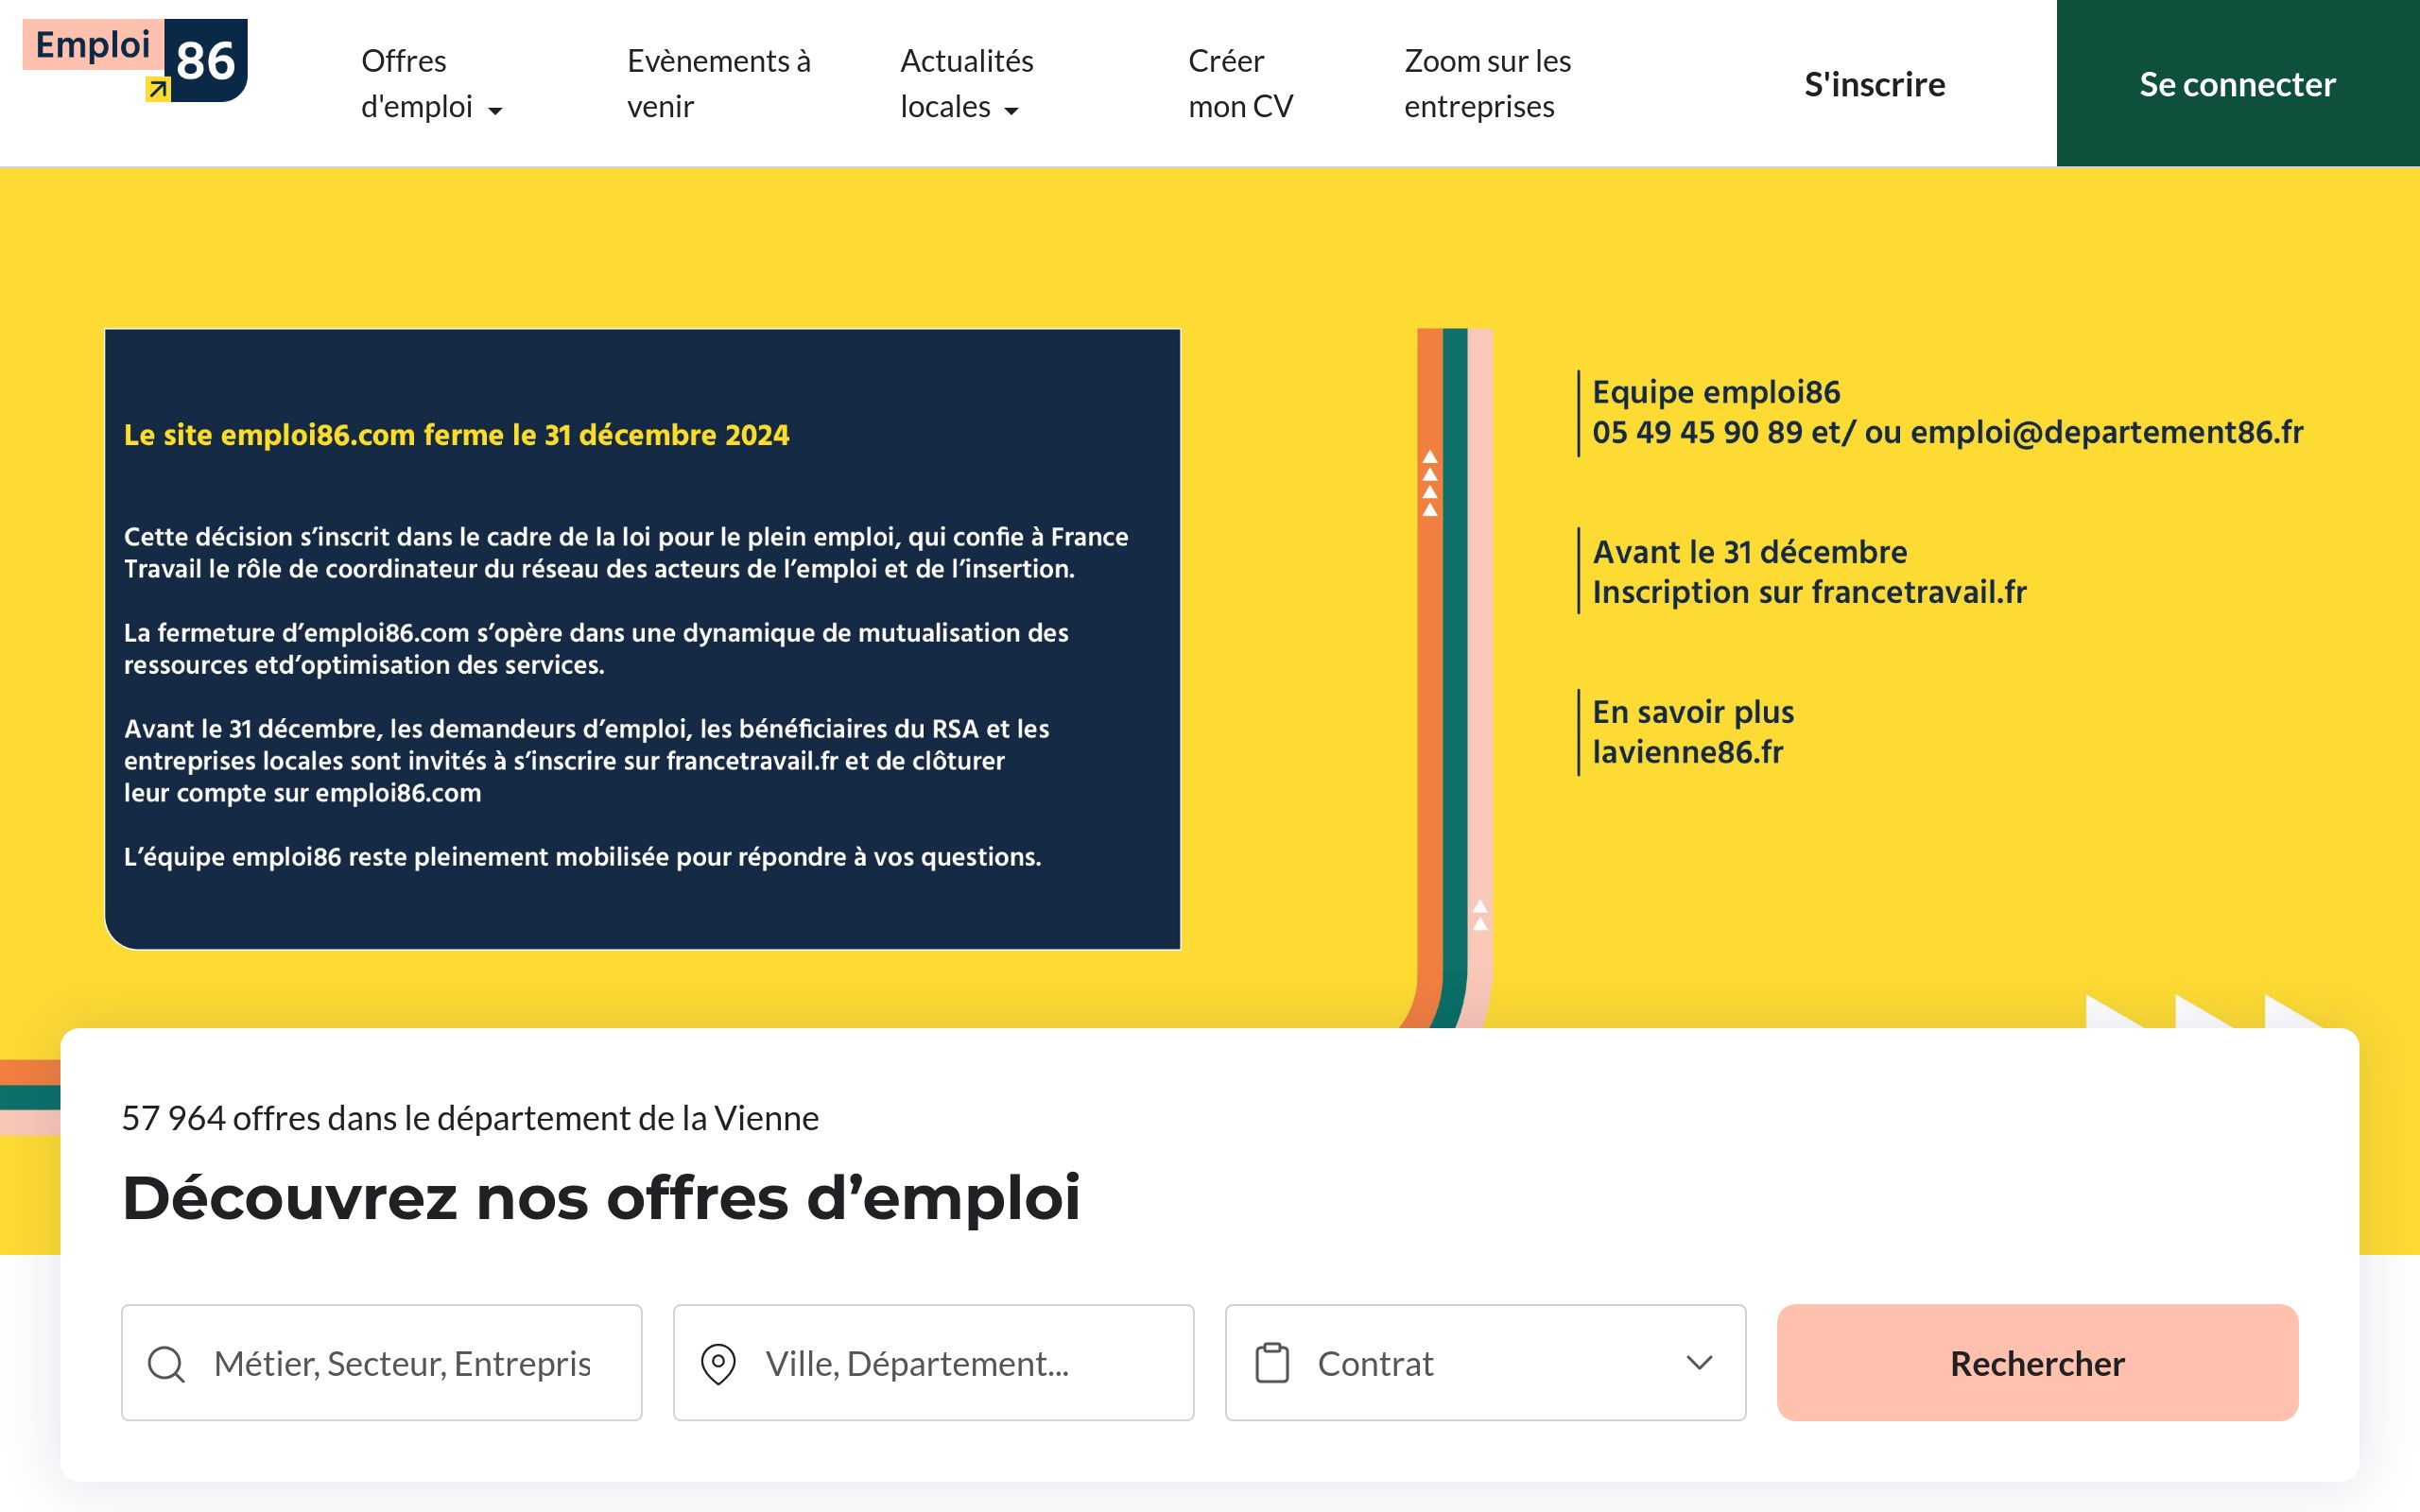 Emploi
86
Offres
d'emploi
Evènements à
venir
Actualités
locales
Créer
mon CV
Zoom sur les
entreprises
S'inscrire
Se connecter
Le site emploi86.com ferme le 31 décembre 2024
Cette décision s’inscrit dans le cadre de la loi pour le plein emploi, qui confie à France
Travail le rôle de coordinateur du réseau des acteurs de l’emploi et de l’insertion.
La fermeture d’emploi86.com s’opère dans une dynamique de mutualisation des
ressources etd’optimisation des services.
Avant le 31 décembre, les demandeurs d’emploi, les bénéficiaires du RSA et les
entreprises locales sont invités à s’inscrire sur francetravail.fr et de clôturer
leur compte sur emploi86.com
L’équipe emploi86 reste pleinement mobilisée pour répondre à vos questions.
Equipe emploi86
05 49 45 90 89 et/ ou emploi@departement86.fr
Avant le 31 décembre
Inscription sur francetravail.fr
En savoir plus
lavienne86.fr
57 964 offres dans le département de la Vienne
Découvrez nos offres d’emploi
Métier, Secteur, Entrepris
Ville, Département...
Contrat
Rechercher